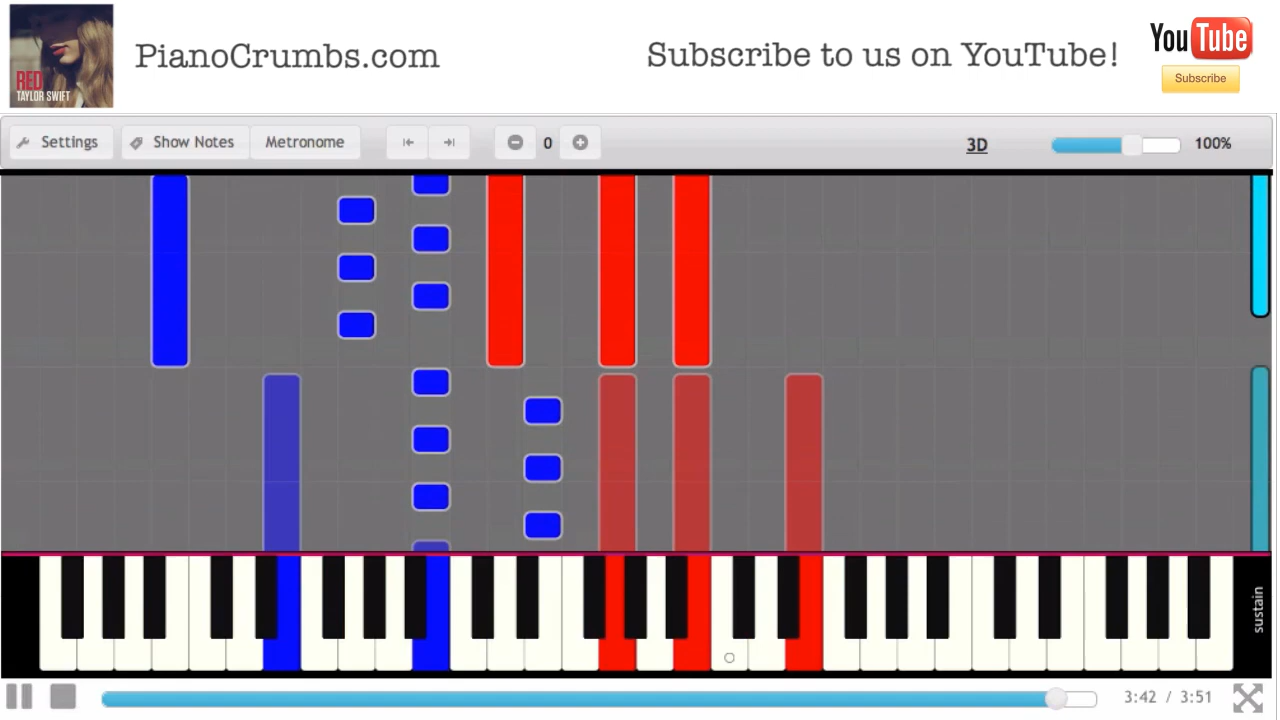 RED
TAYLOR SWIFT
PianoCrumbs.com
Subscribe to us on YouTube!
YouTube
Subscribe
Settings
Show Notes
Metronome
0
3D
100%
sustain
3:42 / 3:51